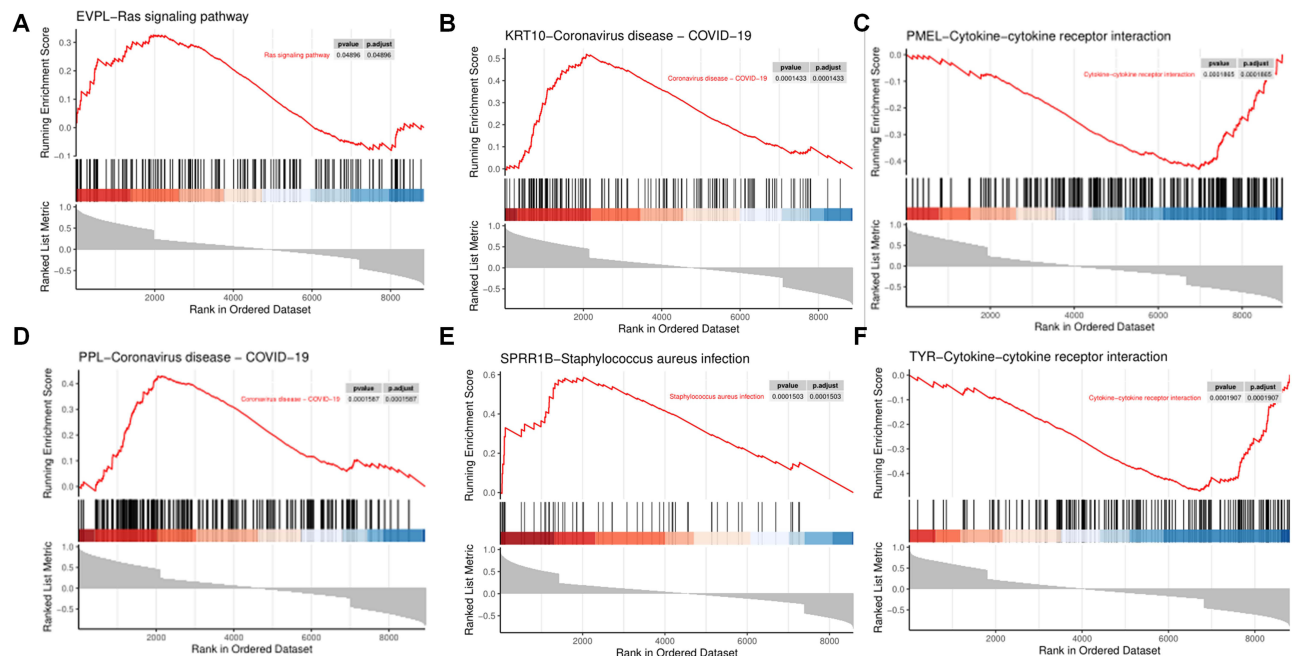 A
EVPL−Ras signaling pathway
Running Enrichment Score
0.3
0.2
0.1
0.0
−0.1
Ras signaling pathway
pvalue p.adjust
0.04896 0.04896
Ranked List Metric
1.0
0.5
0.0
−0.5
2000 4000 6000 8000
Rank in Ordered Dataset
B
KRT10−Coronavirus disease − COVID−19
Running Enrichment Score
0.5
0.4
0.3
0.2
0.1
0.0
Coronavirus disease − COVID−19
pvalue p.adjust
0.0001433 0.0001433
Ranked List Metric
1.0
0.5
0.0
−0.5
2000 4000 6000 8000
Rank in Ordered Dataset
C
PMEL−Cytokine−cytokine receptor interaction
Running Enrichment Score
0.0
−0.1
−0.2
−0.3
−0.4
Cytokine−cytokine receptor interaction
pvalue p.adjust
0.0001865 0.0001865
Ranked List Metric
1.0
0.5
0.0
−0.5
2000 4000 6000 8000
Rank in Ordered Dataset
D
PPL−Coronavirus disease − COVID−19
Running Enrichment Score
0.4
0.3
0.2
0.1
0.0
Coronavirus disease − COVID−19
pvalue p.adjust
0.0001587 0.0001587
Ranked List Metric
1.0
0.5
0.0
−0.5
2000 4000 6000 8000
Rank in Ordered Dataset
E
SPRR1B−Staphylococcus aureus infection
Running Enrichment Score
0.6
0.4
0.2
0.0
Staphylococcus aureus infection
pvalue p.adjust
0.0001503 0.0001503
Ranked List Metric
1.0
0.5
0.0
−0.5
2000 4000 6000 8000
Rank in Ordered Dataset
F
TYR−Cytokine−cytokine receptor interaction
Running Enrichment Score
0.0
−0.1
−0.2
−0.3
−0.4
Cytokine−cytokine receptor interaction
pvalue p.adjust
0.0001907 0.0001907
Ranked List Metric
1.0
0.5
0.0
−0.5
2000 4000 6000 8000
Rank in Ordered Dataset